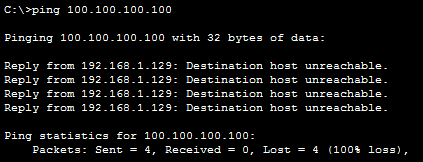 C:\>ping 100.100.100.100
Pinging 100.100.100.100 with 32 bytes of data:
Reply from 192.168.1.129: Destination host unreachable.
Reply from 192.168.1.129: Destination host unreachable.
Reply from 192.168.1.129: Destination host unreachable.
Reply from 192.168.1.129: Destination host unreachable.
Ping statistics for 100.100.100.100:
Packets: Sent = 4, Received = 0, Lost = 4 (100% loss),